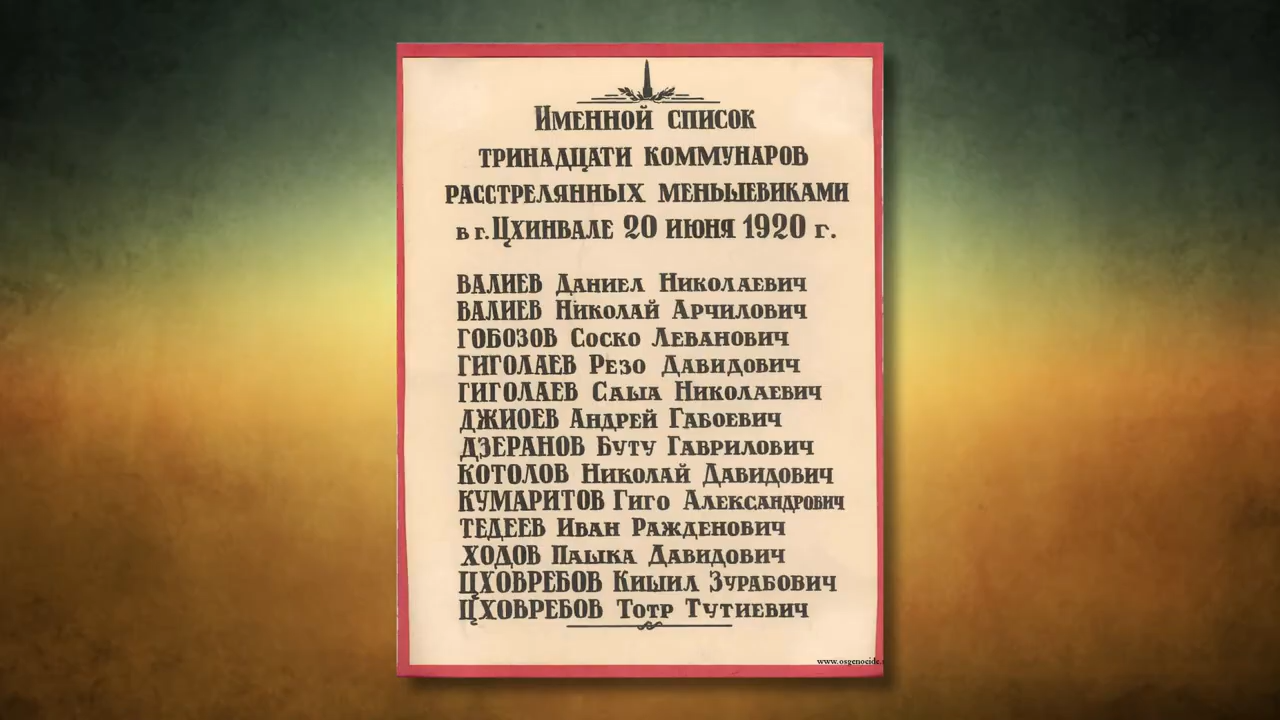 Именной список
тринадцати коммунаров
расстрелянных меньшевиками
в г. Цхинвале 20 июня 1920 г.
ВАЛИЕВ Даниел Николаевич
ВАЛИЕВ Николай Арчилович
ГОБОЗОВ Соско Леванович
ГИГОЛАЕВ Резо Давидович
ГИГОЛАЕВ Саша Николаевич
ДЖИОЕВ Андрей Габоевич
ДЗЕРАНОВ Буту Гаврилович
КОТОЛОВ Николай Давидович
КУМАРИТОВ Гиго Александрович
ТЕДЕЕВ Иван Ражденович
ХОДОВ Пашка Давидович
ЦХОВРЕБОВ Кишил Зурабович
ЦХОВРЕБОВ Тотр Тутиевич